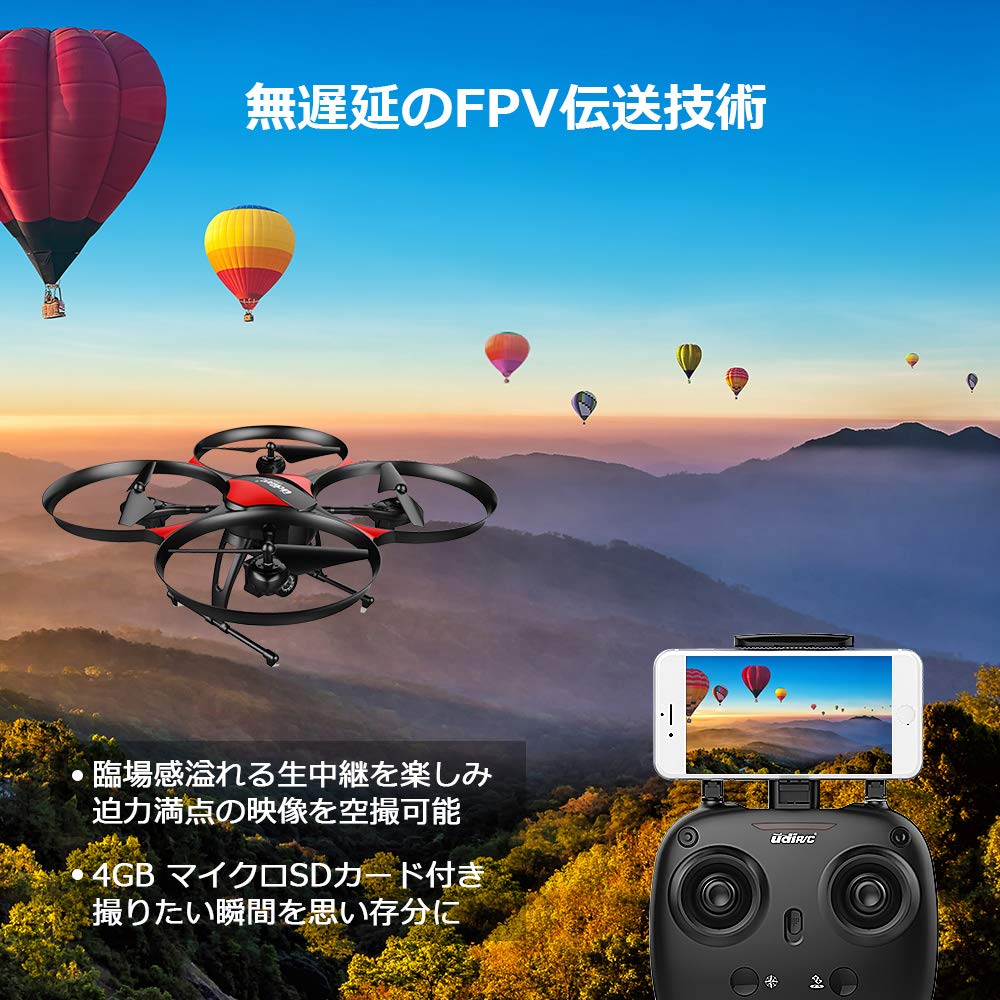 無遅延のFPV伝送技術
udiR/C
• 臨場感溢れる生中継を楽しみ
迫力満点の映像を空撮可能
• 4GB マイクロSDカード付き
撮りたい瞬間を思い存分に
ūdiR/C